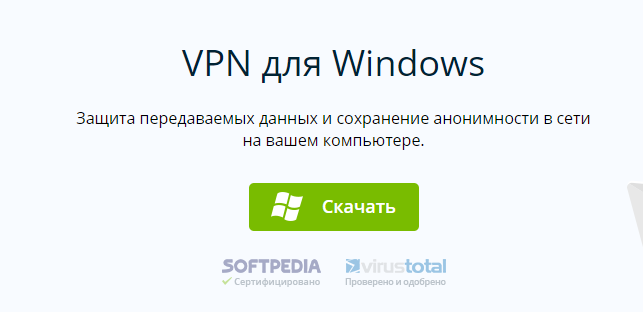 VPN для Windows
Защита передаваемых данных и сохранение анонимности в сети
на вашем компьютере.
Скачать
SOFTPEDIA virustotal
Сертифицировано Проверено и одобрено